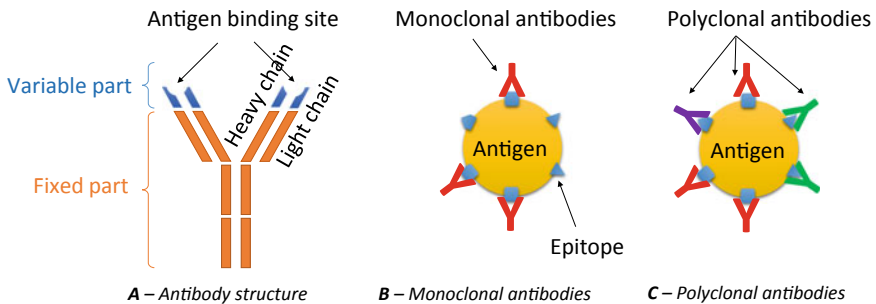 Antigen binding site
Variable part
Heavy chain
Light chain
Fixed part
A – Antibody structure
Monoclonal antibodies
Antigen
Epitope
B – Monoclonal antibodies
Polyclonal antibodies
Antigen
C – Polyclonal antibodies